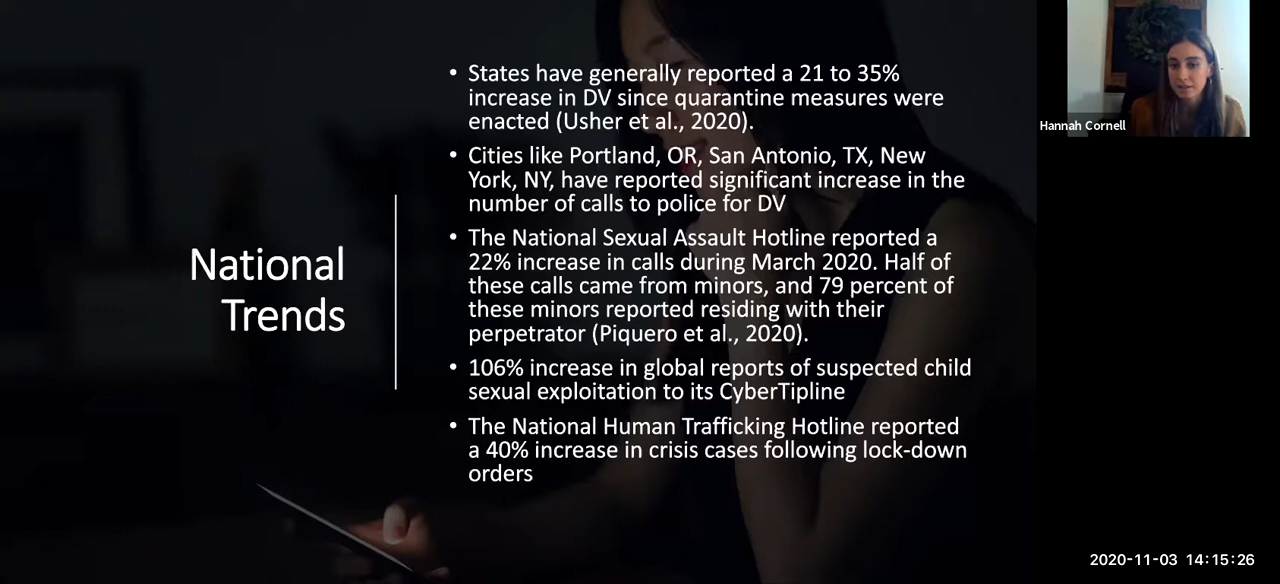 National
Trends
• States have generally reported a 21 to 35%
increase in DV since quarantine measures were
enacted (Usher et al., 2020).
• Cities like Portland, OR, San Antonio, TX, New
York, NY, have reported significant increase in the
number of calls to police for DV
• The National Sexual Assault Hotline reported a
22% increase in calls during March 2020. Half of
these calls came from minors, and 79 percent of
these minors reported residing with their
perpetrator (Piquero et al., 2020).
• 106% increase in global reports of suspected child
sexual exploitation to its CyberTipline
• The National Human Trafficking Hotline reported
a 40% increase in crisis cases following lock-down
orders
Hannah Cornell
2020-11-03 14:15:26